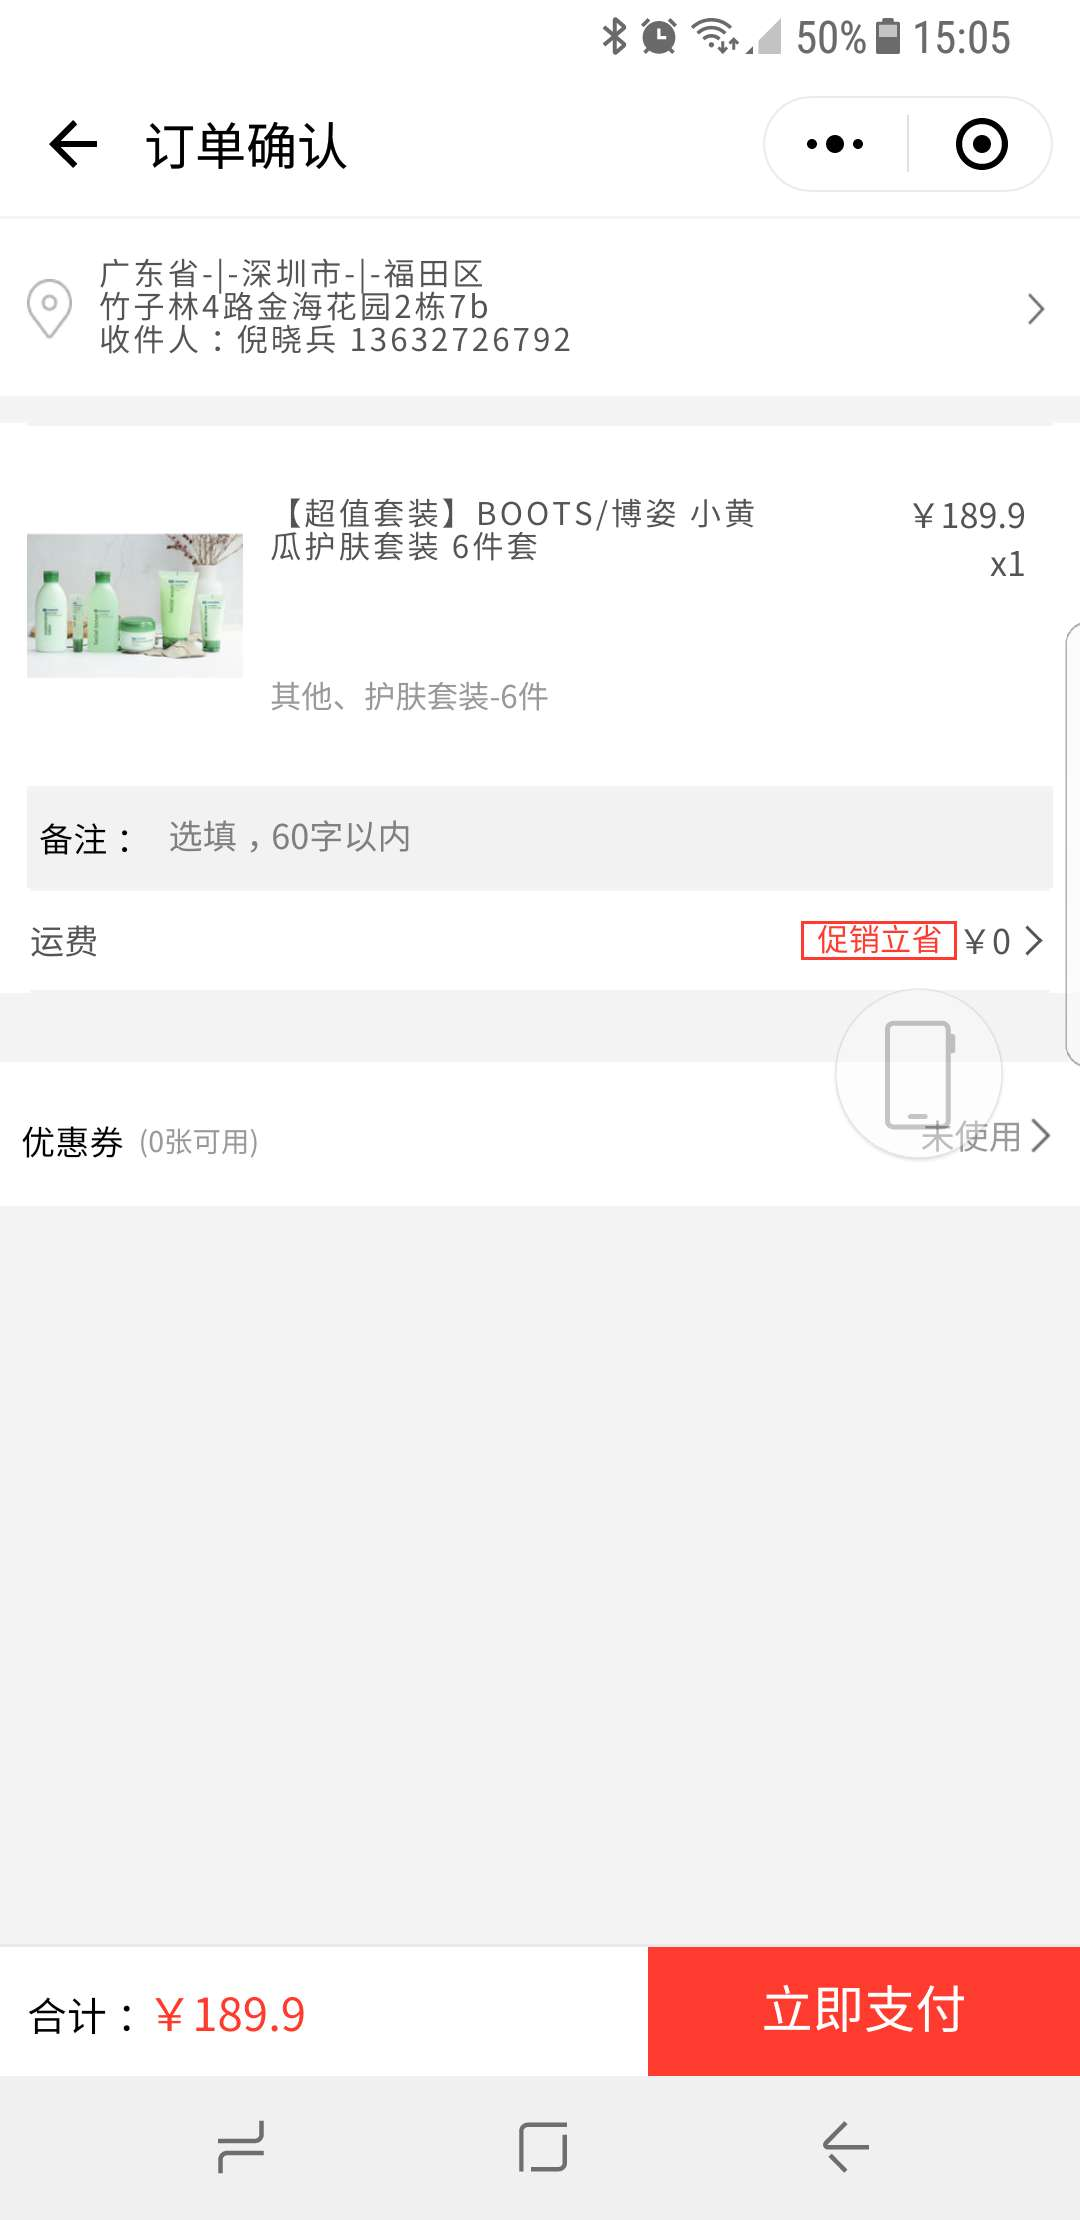 50% 15:05
订单确认
广东省-|-深圳市-|-福田区
竹子林4路金海花园2栋7b
收件人：倪晓兵 13632726792
【超值套装】BOOTS/博姿 小黄
瓜护肤套装 6件套
￥189.9
x1
其他、护肤套装-6件
备注： 选填，60字以内
运费 促销立省 ￥0
优惠券 (0张可用) 未使用
合计：￥189.9 立即支付